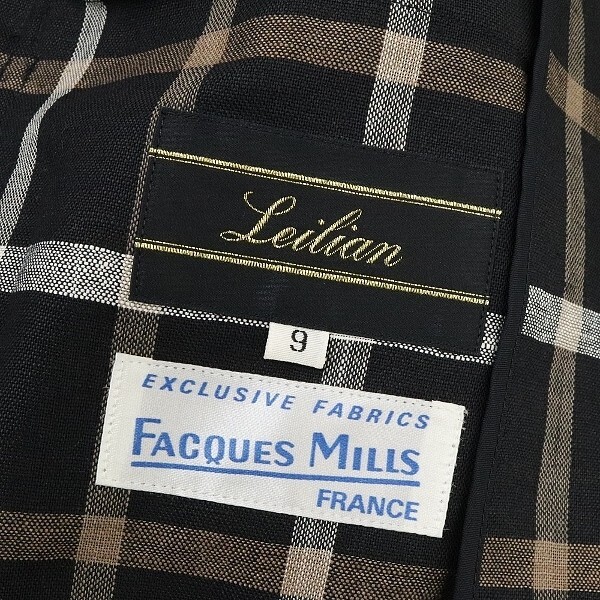 Leilian
9
EXCLUSIVE FABRICS
FACQUES MILLS
FRANCE